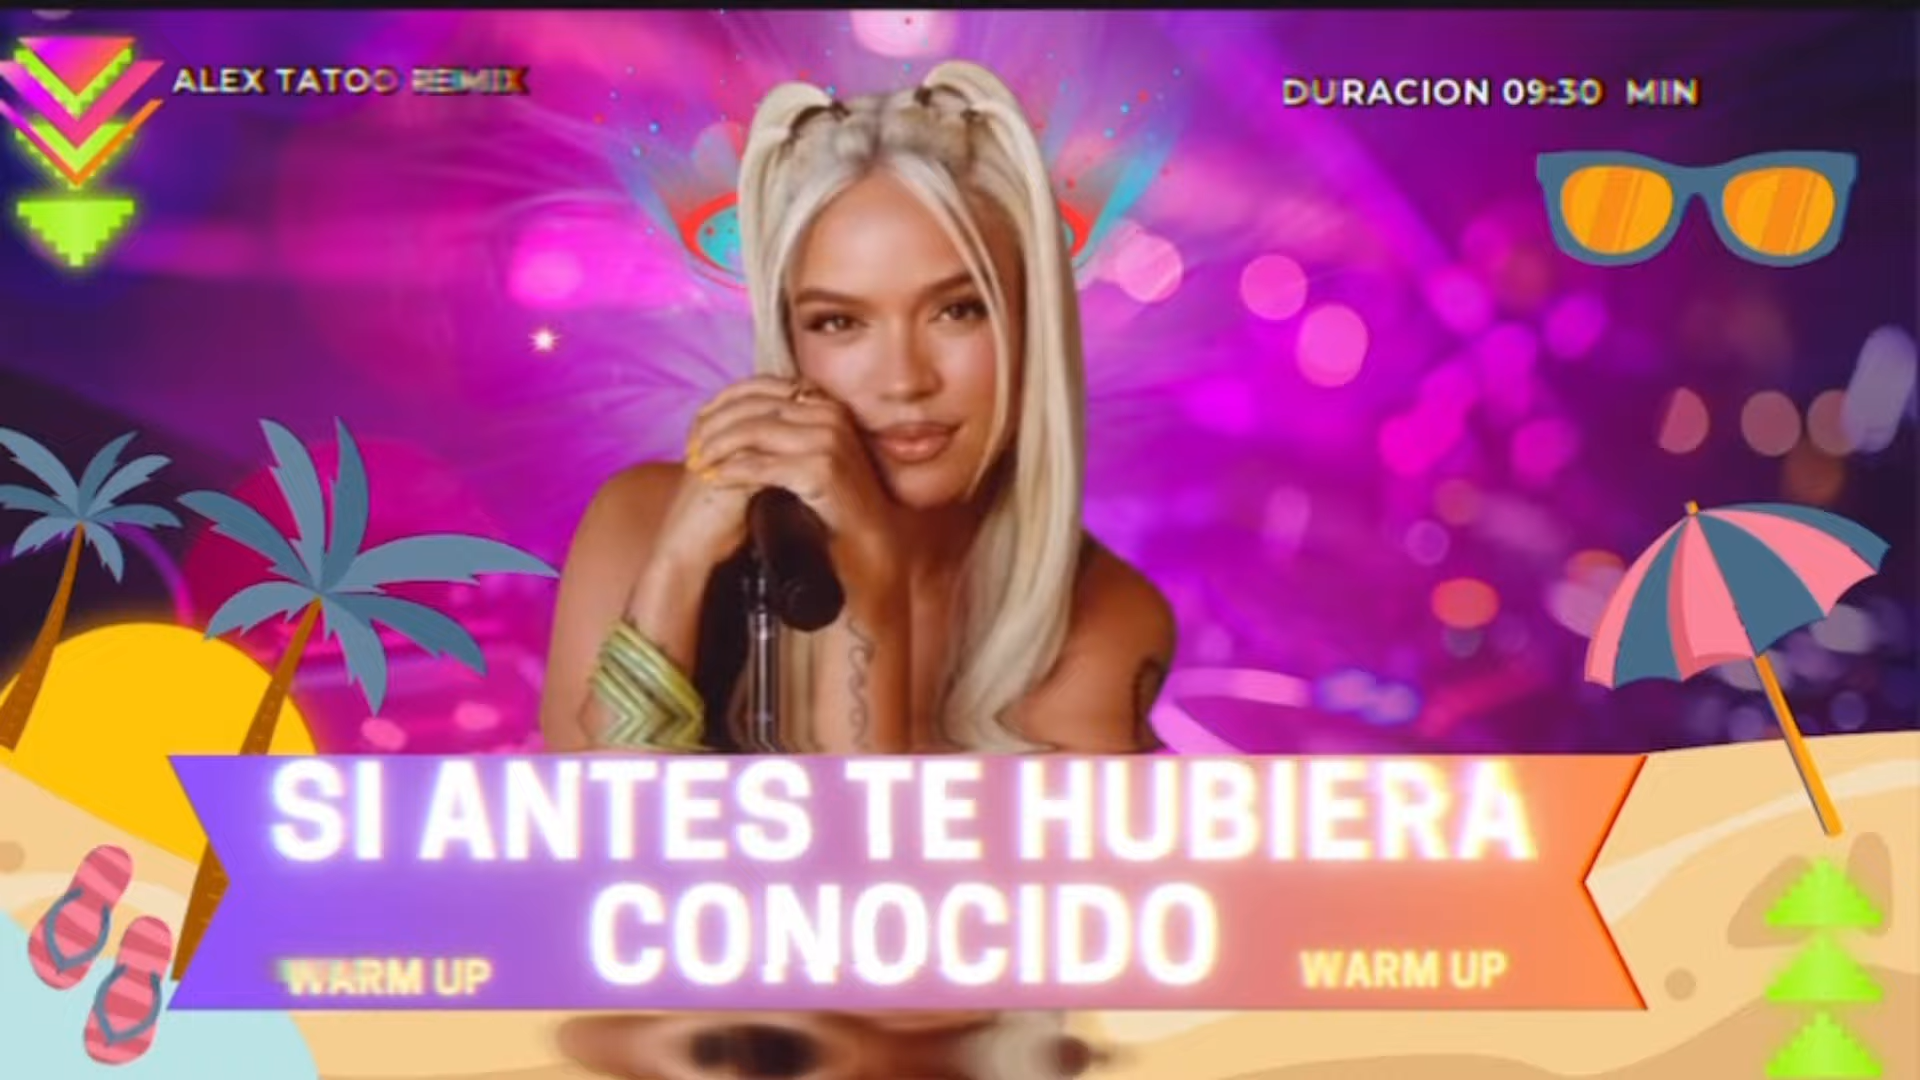 ALEX TATOO REMIX
DURACION 09:30 MIN
SI ANTES TE HUBIERA
CONOCIDO
WARM UP
WARM UP